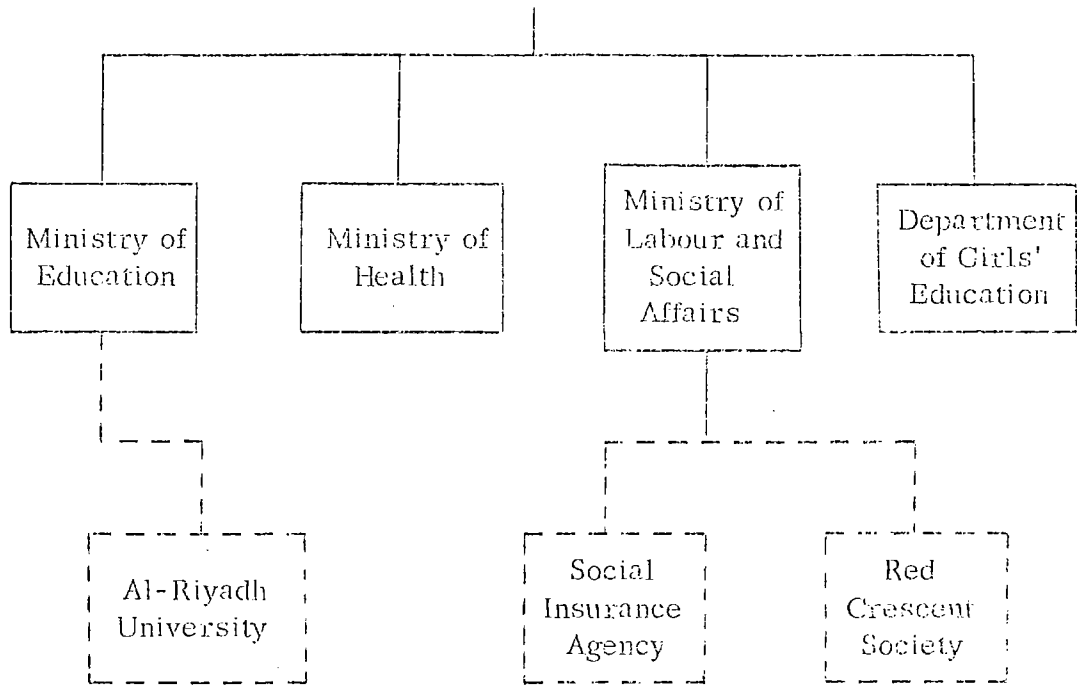 Ministry of
Education
Ministry of
Health
Ministry of
Labour and
Social
Affairs
Department
of Girls'
Education
Al-Riyadh
University
Social
Insurance
Agency
Red
Crescent
Society